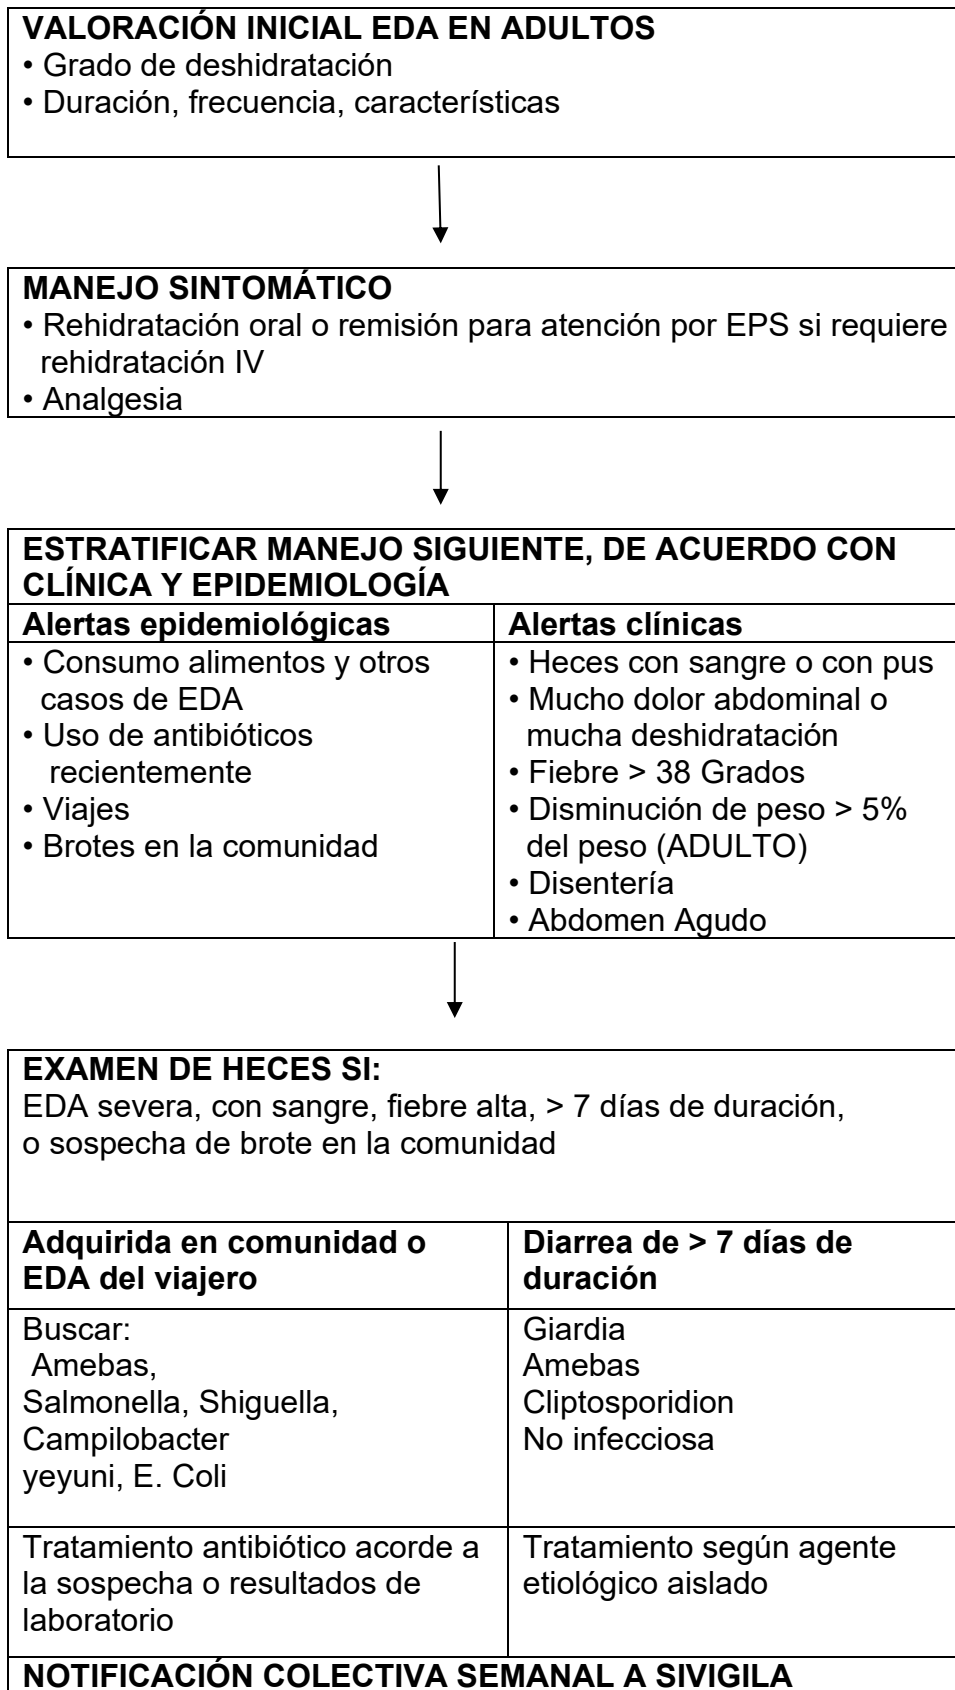 VALORACIÓN INICIAL EDA EN ADULTOS
• Grado de deshidratación
• Duración, frecuencia, características
MANEJO SINTOMÁTICO
• Rehidratación oral o remisión para atención por EPS si requiere
rehidratación IV
• Analgesia
ESTRATIFICAR MANEJO SIGUIENTE, DE ACUERDO CON
CLÍNICA Y EPIDEMIOLOGÍA
Alertas epidemiológicas
• Consumo alimentos y otros
casos de EDA
• Uso de antibióticos
recientemente
• Viajes
• Brotes en la comunidad
Alertas clínicas
• Heces con sangre o con pus
• Mucho dolor abdominal o
mucha deshidratación
• Fiebre > 38 Grados
• Disminución de peso > 5%
del peso (ADULTO)
• Disentería
• Abdomen Agudo
EXAMEN DE HECES SI:
EDA severa, con sangre, fiebre alta, > 7 días de duración,
o sospecha de brote en la comunidad
Adquirida en comunidad o
EDA del viajero
Diarrea de > 7 días de
duración
Buscar:
Amebas,
Salmonella, Shiguella,
Campilobacter
yeyuni, E. Coli
Giardia
Amebas
Cliptosporidion
No infecciosa
Tratamiento antibiótico acorde a
la sospecha o resultados de
laboratorio
Tratamiento según agente
etiológico aislado
NOTIFICACIÓN COLECTIVA SEMANAL A SIVIGILA